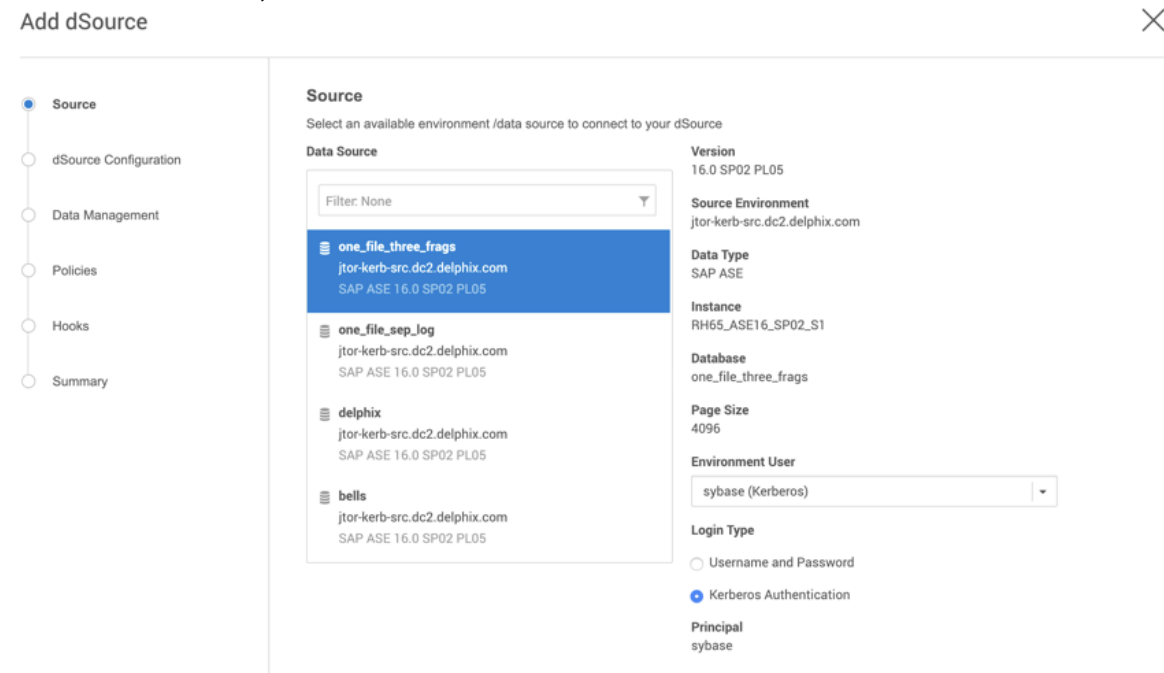 Add dSource
Source
dSource Configuration
Data Management
Policies
Hooks
Summary
Source
Select an available environment /data source to connect to your dSource
Data Source
Filter: None
one_file_three_frags
jtor-kerb-src.dc2.delphix.com
SAP ASE 16.0 SP02 PL05
one_file_sep_log
jtor-kerb-src.dc2.delphix.com
SAP ASE 16.0 SP02 PL05
delphix
jtor-kerb-src.dc2.delphix.com
SAP ASE 16.0 SP02 PL05
bells
jtor-kerb-src.dc2.delphix.com
SAP ASE 16.0 SP02 PL05
Version
16.0 SP02 PL05
Source Environment
jtor-kerb-src.dc2.delphix.com
Data Type
SAP ASE
Instance
RH65_ASE16_SP02_S1
Database
one_file_three_frags
Page Size
4096
Environment User
sybase (Kerberos)
Login Type
Username and Password
Kerberos Authentication
Principal
sybase